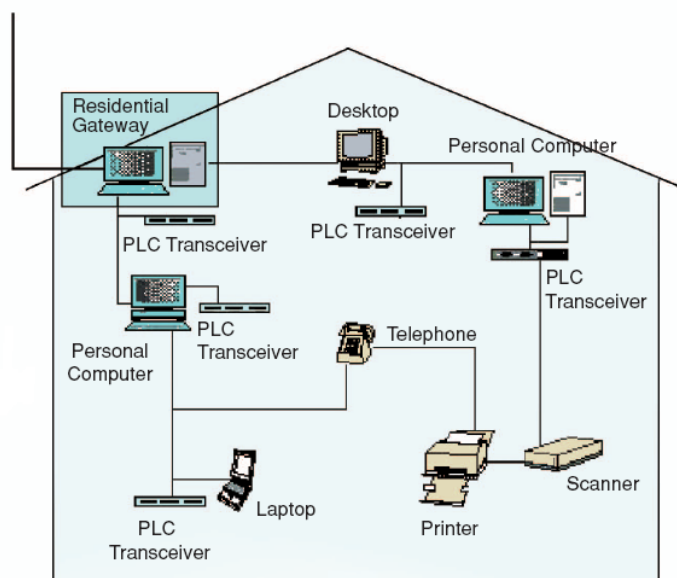 Residential
Gateway
Desktop
Personal Computer
PLC Transceiver
PLC Transceiver
PLC
Transceiver
PLC
Transceiver
Personal
Computer
Telephone
Scanner
Laptop
Printer
PLC
Transceiver